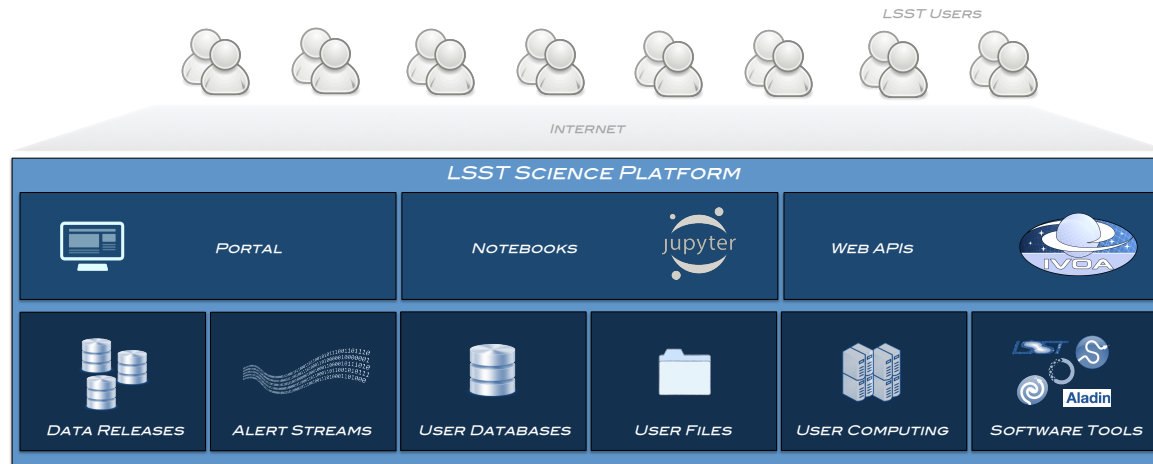 LSST Users
Internet
LSST Science Platform
Portal
Notebooks
jupyter
Web APIs
IVOA
LSST
Aladin
Data Releases
Alert Streams
User Databases
User Files
User Computing
Software Tools